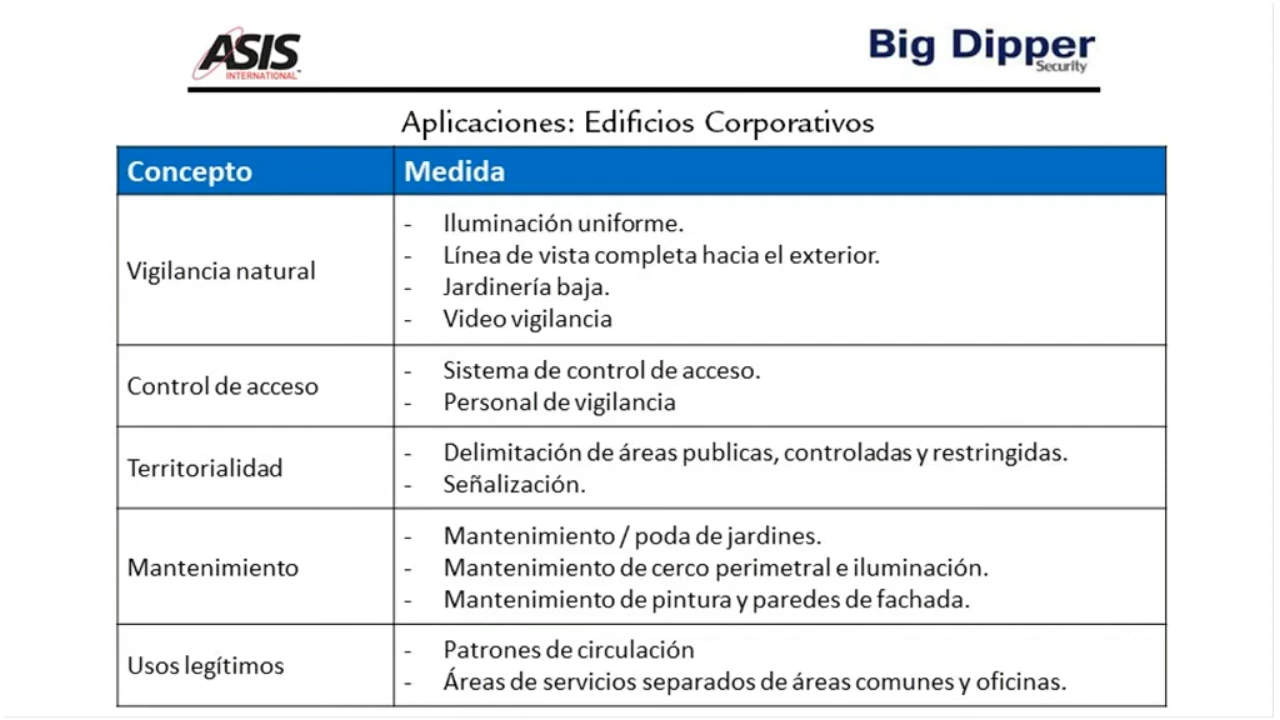 ASIS
INTERNATIONAL
Big Dipper
Security
Aplicaciones: Edificios Corporativos
Concepto
Medida
Vigilancia natural
- Iluminación uniforme.
- Línea de vista completa hacia el exterior.
- Jardinería baja.
- Video vigilancia
Control de acceso
- Sistema de control de acceso.
- Personal de vigilancia
Territorialidad
- Delimitación de áreas publicas, controladas y restringidas.
- Señalización.
Mantenimiento
- Mantenimiento / poda de jardines.
- Mantenimiento de cerco perimetral e iluminación.
- Mantenimiento de pintura y paredes de fachada.
Usos legítimos
- Patrones de circulación
- Áreas de servicios separados de áreas comunes y oficinas.